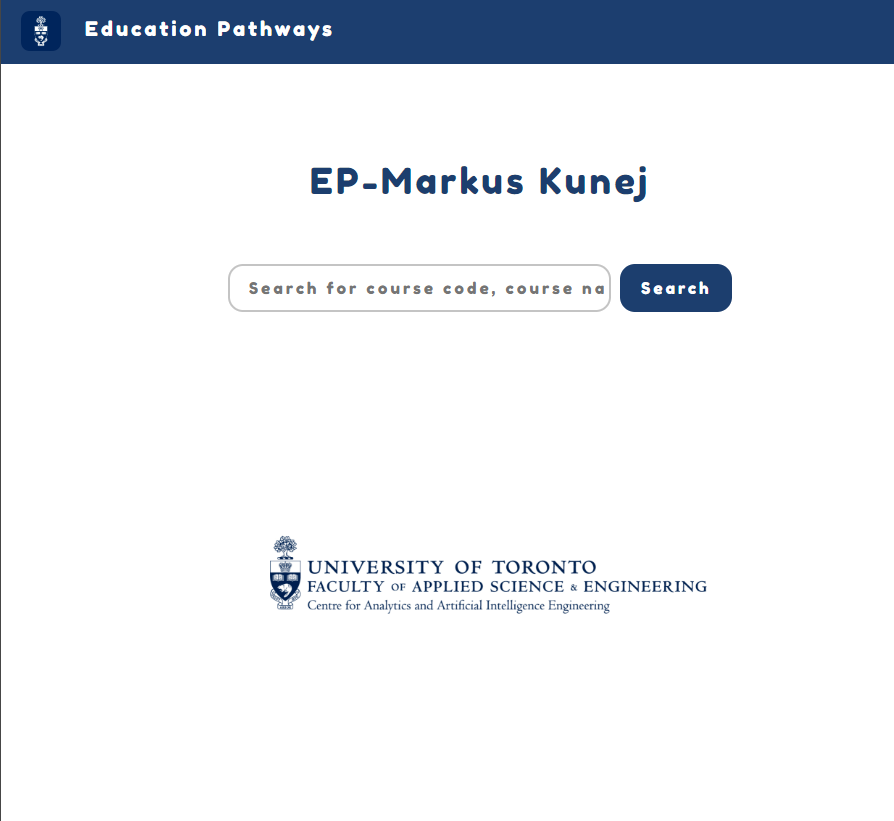 Education Pathways
EP-Markus Kunej
Search for course code, course na
Search
UNIVERSITY OF TORONTO
FACULTY OF APPLIED SCIENCE & ENGINEERING
Centre for Analytics and Artificial Intelligence Engineering